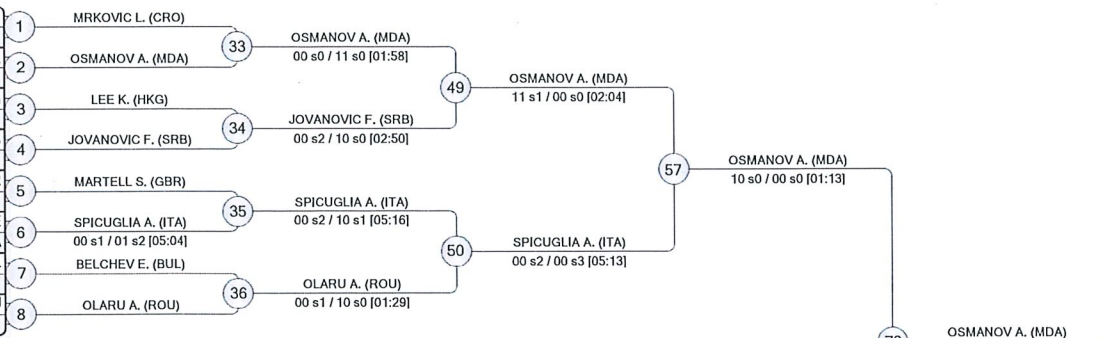 1
MRKOVIC L. (CRO)
33
OSMANOV A. (MDA)
00 s0 / 11 s0 [01:58]
2
OSMANOV A. (MDA)
49
OSMANOV A. (MDA)
11 s1 / 00 s0 [02:04]
3
LEE K. (HKG)
34
JOVANOVIC F. (SRB)
00 s2 / 10 s0 [02:50]
4
JOVANOVIC F. (SRB)
57
OSMANOV A. (MDA)
10 s0 / 00 s0 [01:13]
5
MARTELL S. (GBR)
35
SPICUGLIA A. (ITA)
00 s2 / 10 s1 [05:16]
6
SPICUGLIA A. (ITA)
00 s1 / 01 s2 [05:04]
50
SPICUGLIA A. (ITA)
00 s2 / 00 s3 [05:13]
7
BELCHEV E. (BUL)
36
OLARU A. (ROU)
00 s1 / 10 s0 [01:29]
8
OLARU A. (ROU)
OSMANOV A. (MDA)